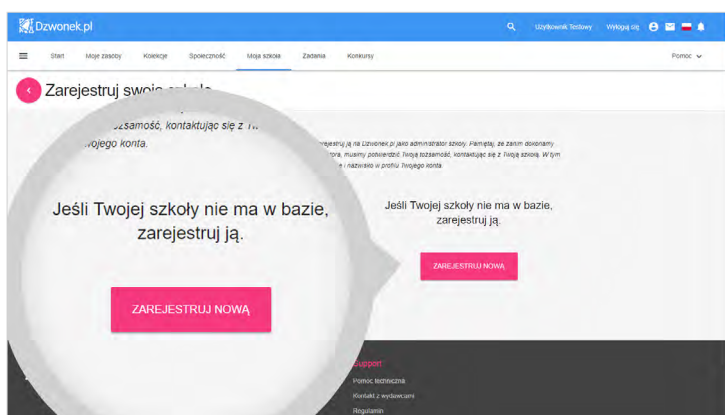 Dzwonek.pl
Użytkownik Testowy Wyloguj się
Start Moje zasoby Kolekcje Społeczność Moja szkoła Zadania Konkursy Pomoc
Zarejestruj swoją
tożsamość, kontaktując się z
wojego konta.
zarejestruj ją na Dzwonek.pl jako administrator szkoły. Pamiętaj, że zanim dokonamy
musimy potwierdzić Twoją tożsamość, kontaktując się z Twoją szkołą. W tym
i nazwisko w profilu Twojego konta.
Jeśli Twojej szkoły nie ma w bazie,
zarejestruj ją.
ZAREJESTRUJ NOWĄ
Jeśli Twojej szkoły nie ma w bazie,
zarejestruj ją.
ZAREJESTRUJ NOWĄ
Support
Pomoc techniczna
Kontakt z wydawcami
Regulamin